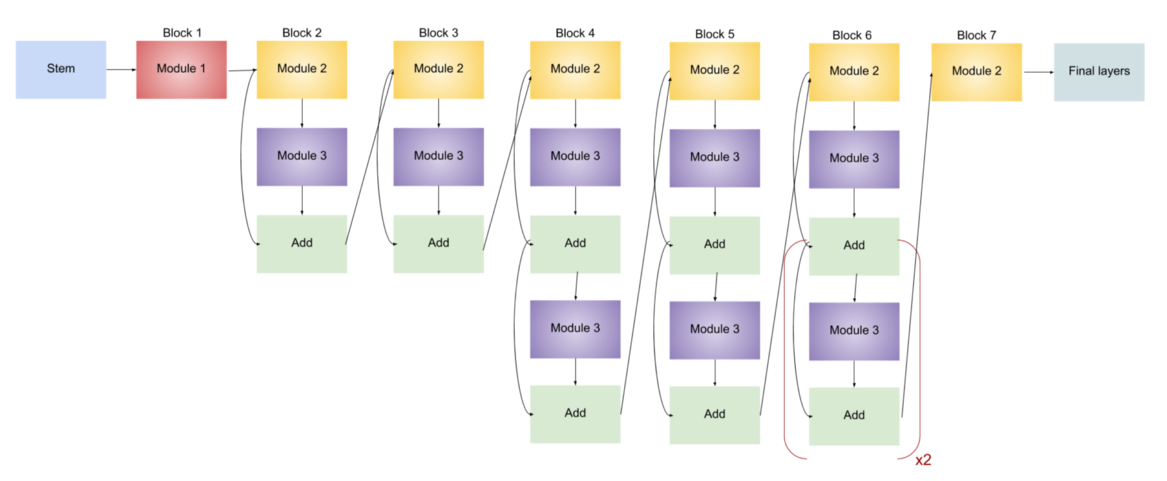 Block 1
Block 2
Block 3
Block 4
Block 5
Block 6
Block 7
Stem
Module 1
Module 2
Module 2
Module 2
Module 2
Module 2
Module 2
Final layers
Module 3
Module 3
Module 3
Module 3
Module 3
Add
Add
Add
Add
Add
Module 3
Module 3
Module 3
Add
Add
Add
x2